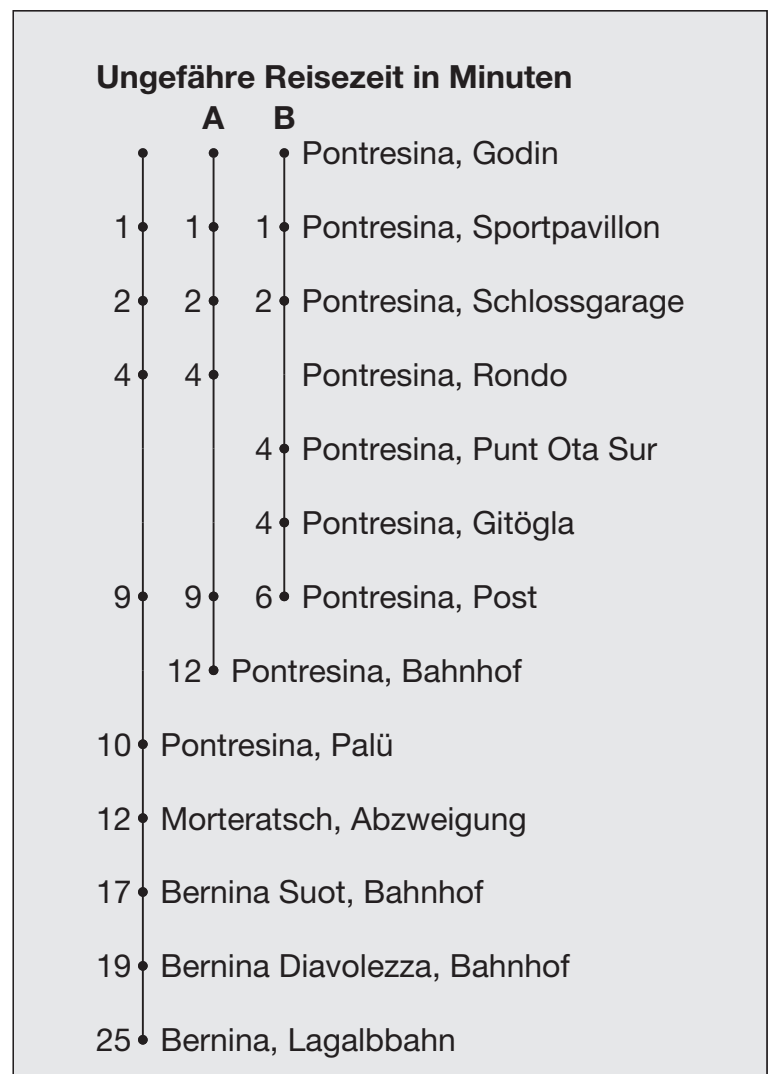 Ungefähre Reisezeit in Minuten
A B
Pontresina, Godin
1 1 1 Pontresina, Sportpavillon
2 2 2 Pontresina, Schlossgarage
4 4 Pontresina, Rondo
4 Pontresina, Punt Ota Sur
4 Pontresina, Gitögla
9 9 6 Pontresina, Post
12 Pontresina, Bahnhof
10 Pontresina, Palü
12 Morteratsch, Abzweigung
17 Bernina Suot, Bahnhof
19 Bernina Diavolezza, Bahnhof
25 Bernina, Lagalbbahn